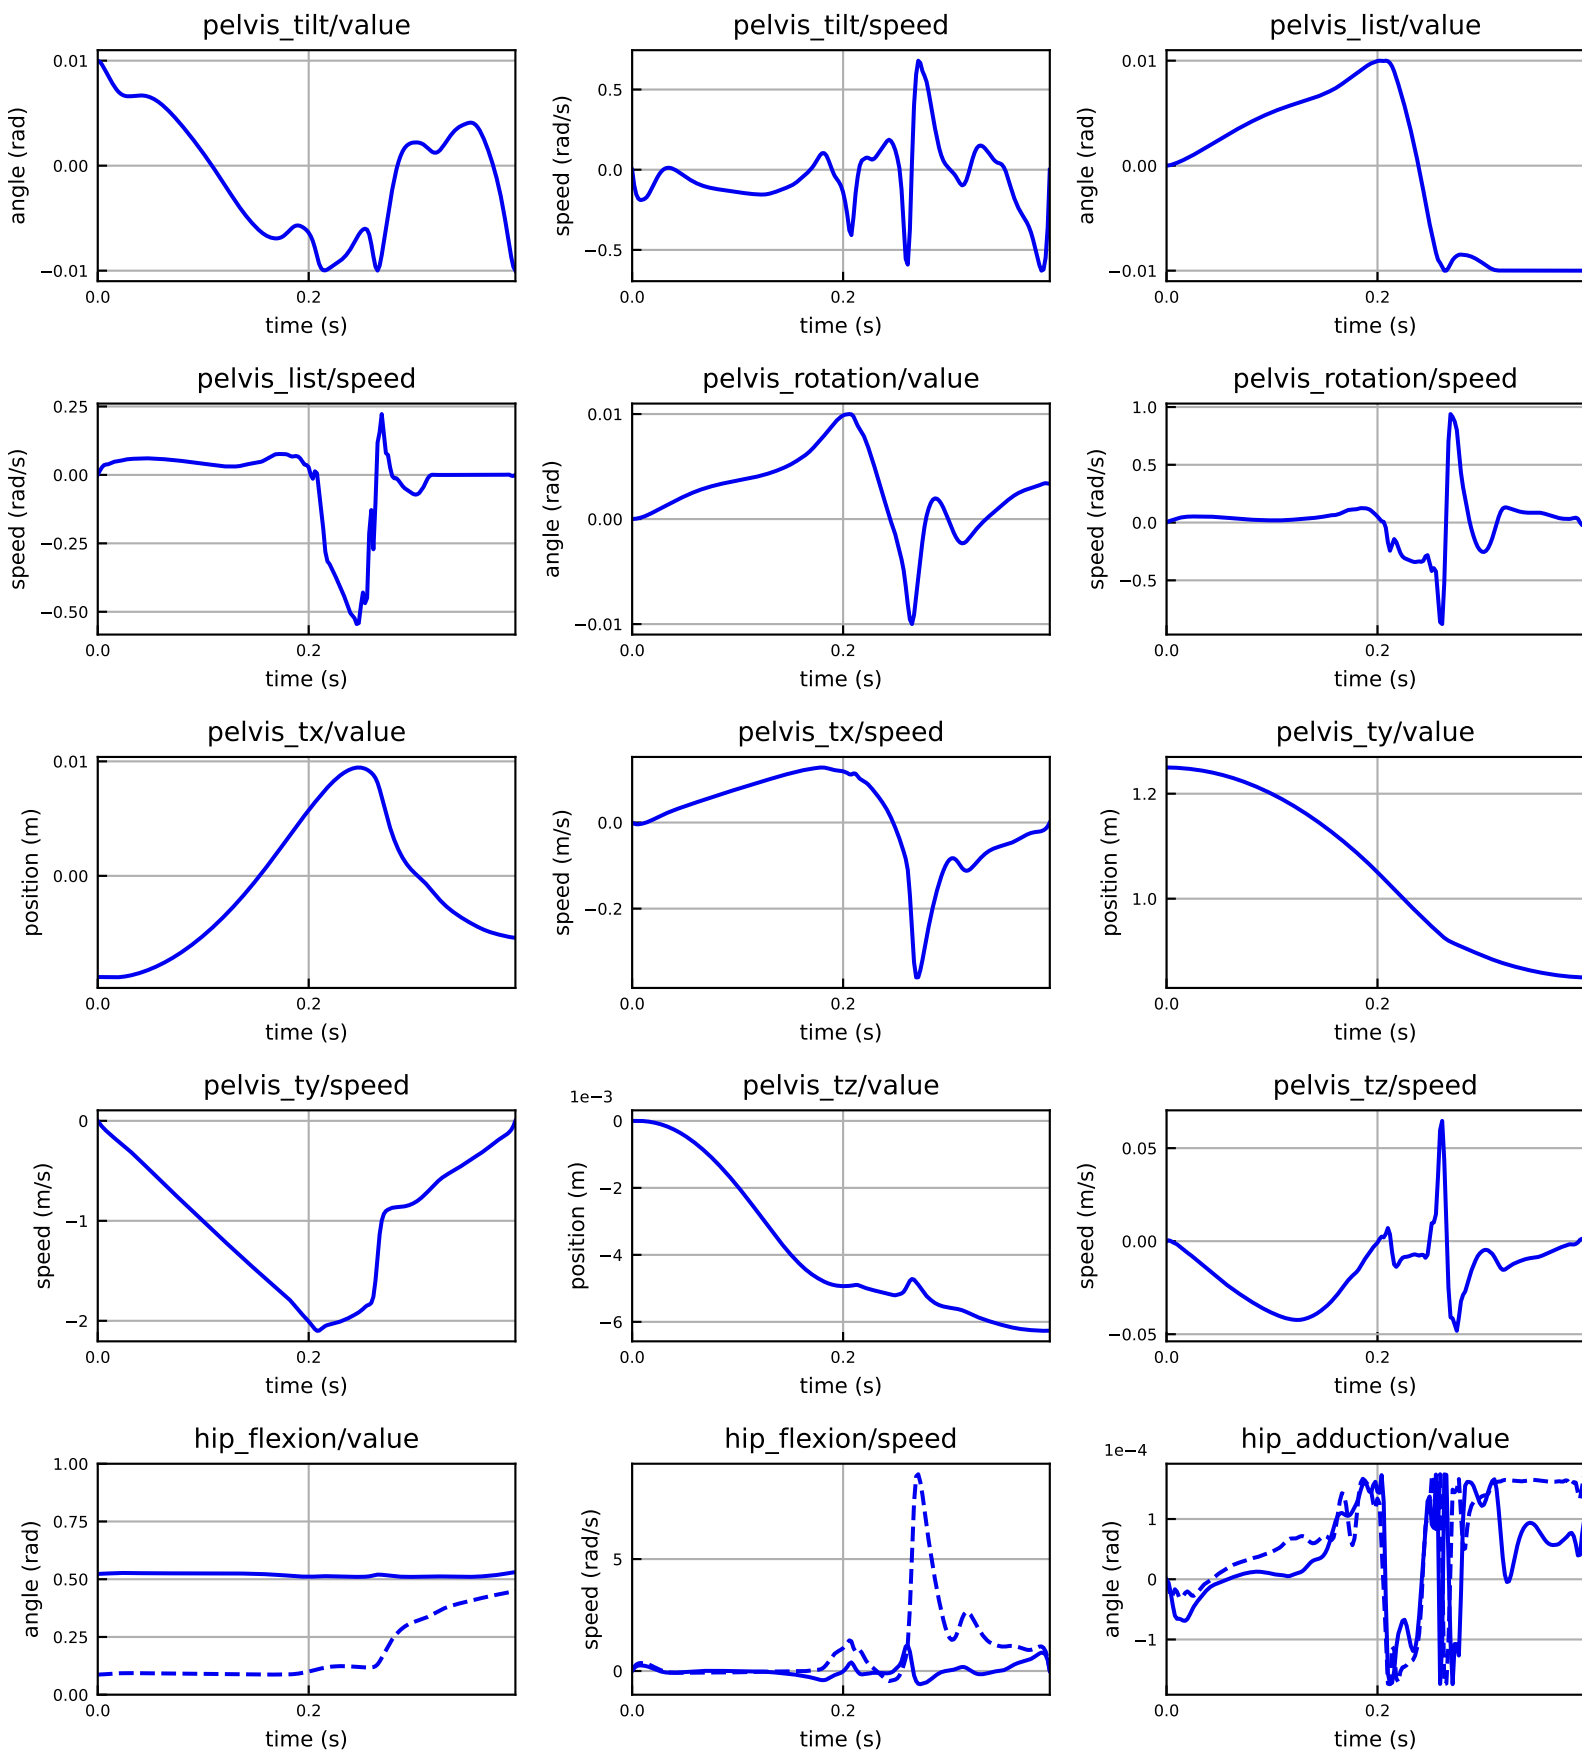 pelvis_tilt/value
pelvis_tilt/speed
pelvis_list/value
0.01
0.00
−0.01
angle (rad)
0.0
0.2
time (s)
0.5
0.0
−0.5
speed (rad/s)
0.0
0.2
time (s)
0.01
0.00
−0.01
angle (rad)
0.0
0.2
time (s)
pelvis_list/speed
pelvis_rotation/value
pelvis_rotation/speed
0.25
0.00
−0.25
−0.50
speed (rad/s)
0.0
0.2
time (s)
0.01
0.00
−0.01
angle (rad)
0.0
0.2
time (s)
1.0
0.5
0.0
−0.5
speed (rad/s)
0.0
0.2
time (s)
pelvis_tx/value
pelvis_tx/speed
pelvis_ty/value
0.01
0.00
position (m)
0.0
0.2
time (s)
0.0
−0.2
speed (m/s)
0.0
0.2
time (s)
1.2
1.0
position (m)
0.0
0.2
time (s)
pelvis_ty/speed
pelvis_tz/value
pelvis_tz/speed
0
−1
−2
speed (m/s)
0.0
0.2
time (s)
1e−3
0
−2
−4
−6
position (m)
0.0
0.2
time (s)
0.05
0.00
−0.05
speed (m/s)
0.0
0.2
time (s)
hip_flexion/value
hip_flexion/speed
hip_adduction/value
1.00
0.75
0.50
0.25
0.00
angle (rad)
0.0
0.2
time (s)
5
0
speed (rad/s)
0.0
0.2
time (s)
1e−4
1
0
−1
angle (rad)
0.0
0.2
time (s)